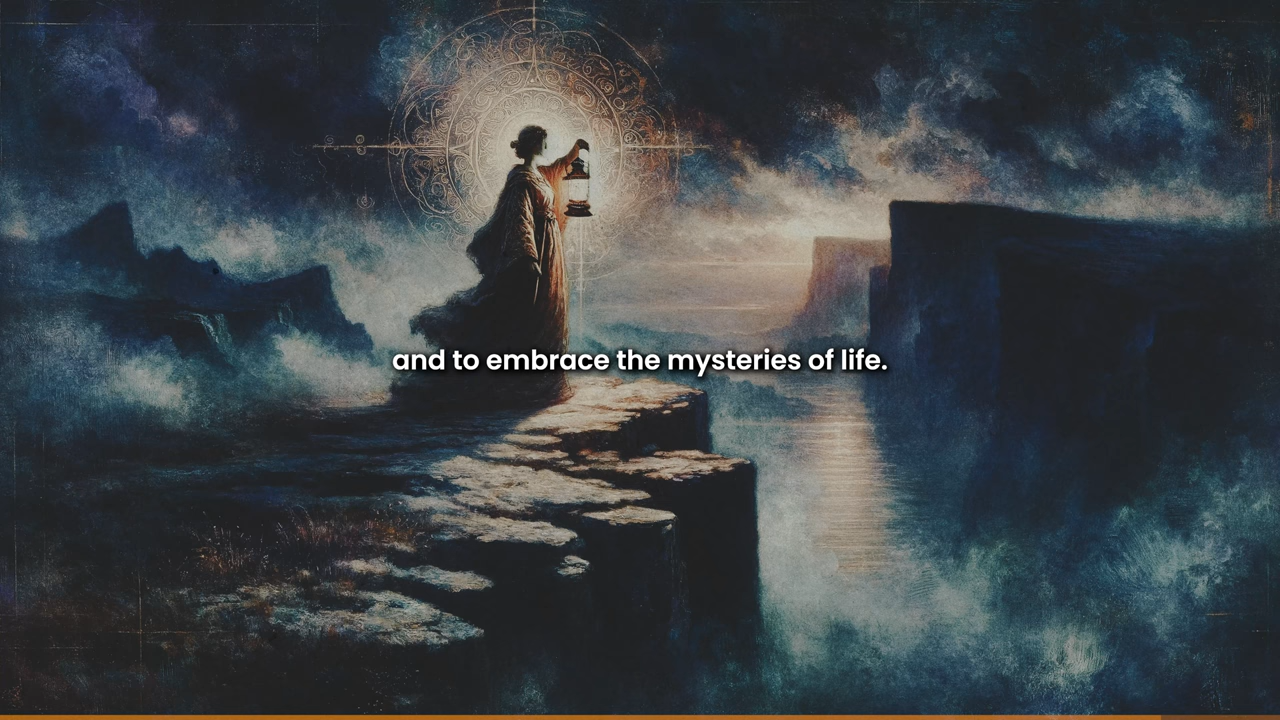 and to embrace the mysteries of life.